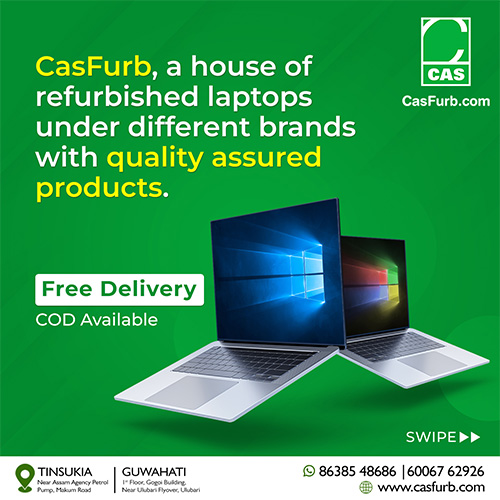 CAS
CasFurb.com
CasFurb, a house of
refurbished laptops
under different brands
with quality assured
products.
Free Delivery
COD Available
SWIPE
TINSUKIA
Near Assam Agency Petrol
Pump, Makum Road
GUWAHATI
1st Floor, Gogoi Building,
Near Ulubari Flyover, Ulubari
86385 48686 | 60067 62926
www.casfurb.com